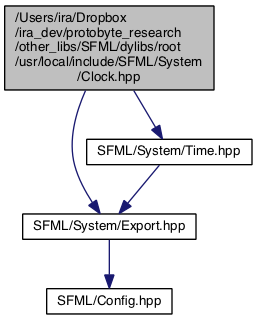 /Users/ira/Dropbox
/ira_dev/protobyte_research
/other_libs/SFML/dylibs/root
/usr/local/include/SFML/System
/Clock.hpp
SFML/System/Time.hpp
SFML/System/Export.hpp
SFML/Config.hpp